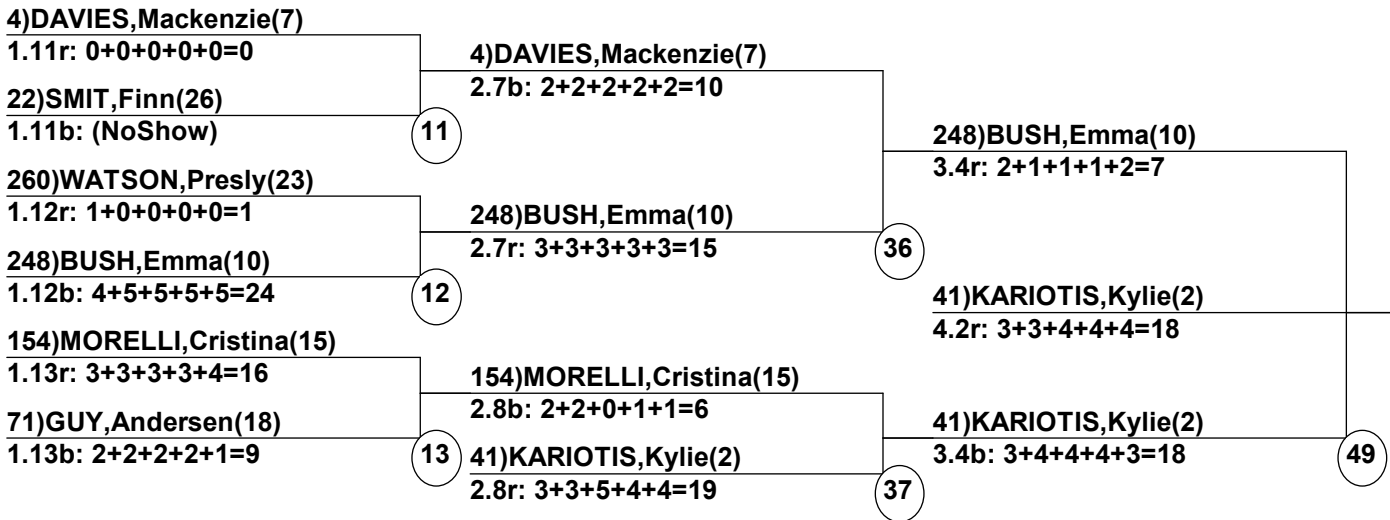 4)DAVIES,Mackenzie(7)
1.11r: 0+0+0+0+0=0
22)SMIT,Finn(26)
1.11b: (NoShow)
11
260)WATSON,Presly(23)
1.12r: 1+0+0+0+0=1
248)BUSH,Emma(10)
1.12b: 4+5+5+5+5=24
12
154)MORELLI,Cristina(15)
1.13r: 3+3+3+3+4=16
71)GUY,Andersen(18)
1.13b: 2+2+2+2+1=9
13
4)DAVIES,Mackenzie(7)
2.7b: 2+2+2+2+2=10
248)BUSH,Emma(10)
2.7r: 3+3+3+3+3=15
36
154)MORELLI,Cristina(15)
2.8b: 2+2+0+1+1=6
41)KARIOTIS,Kylie(2)
2.8r: 3+3+5+4+4=19
37
248)BUSH,Emma(10)
3.4r: 2+1+1+1+2=7
41)KARIOTIS,Kylie(2)
4.2r: 3+3+4+4+4=18
41)KARIOTIS,Kylie(2)
3.4b: 3+4+4+4+3=18
49